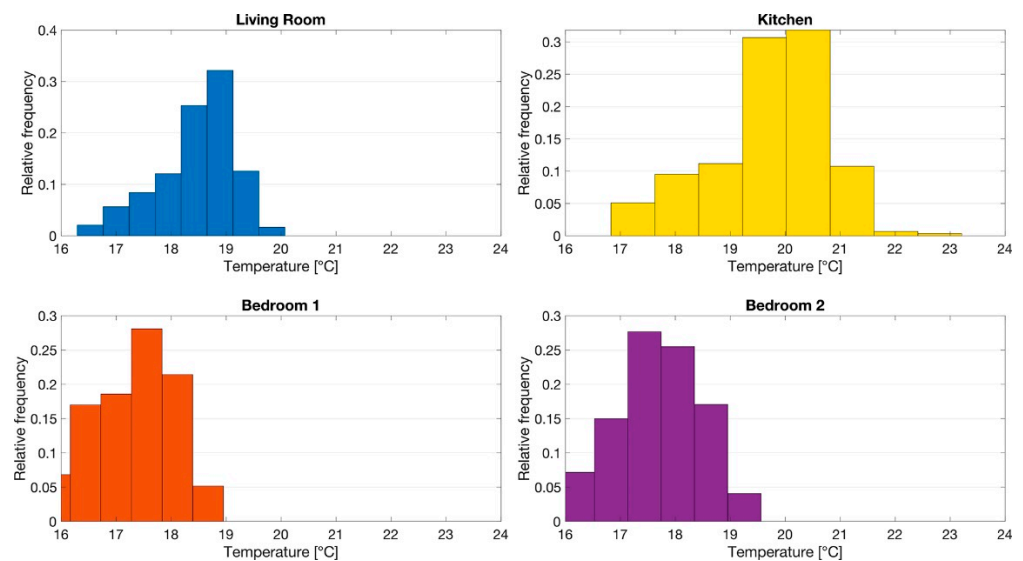 Living Room
Relative frequency
0.4
0.3
0.2
0.1
0
16 17 18 19 20 21 22 23 24
Temperature [°C]
Kitchen
Relative frequency
0.3
0.25
0.2
0.15
0.1
0.05
0
16 17 18 19 20 21 22 23 24
Temperature [°C]
Bedroom 1
Relative frequency
0.3
0.25
0.2
0.15
0.1
0.05
0
16 17 18 19 20 21 22 23 24
Temperature [°C]
Bedroom 2
Relative frequency
0.3
0.25
0.2
0.15
0.1
0.05
0
16 17 18 19 20 21 22 23 24
Temperature [°C]